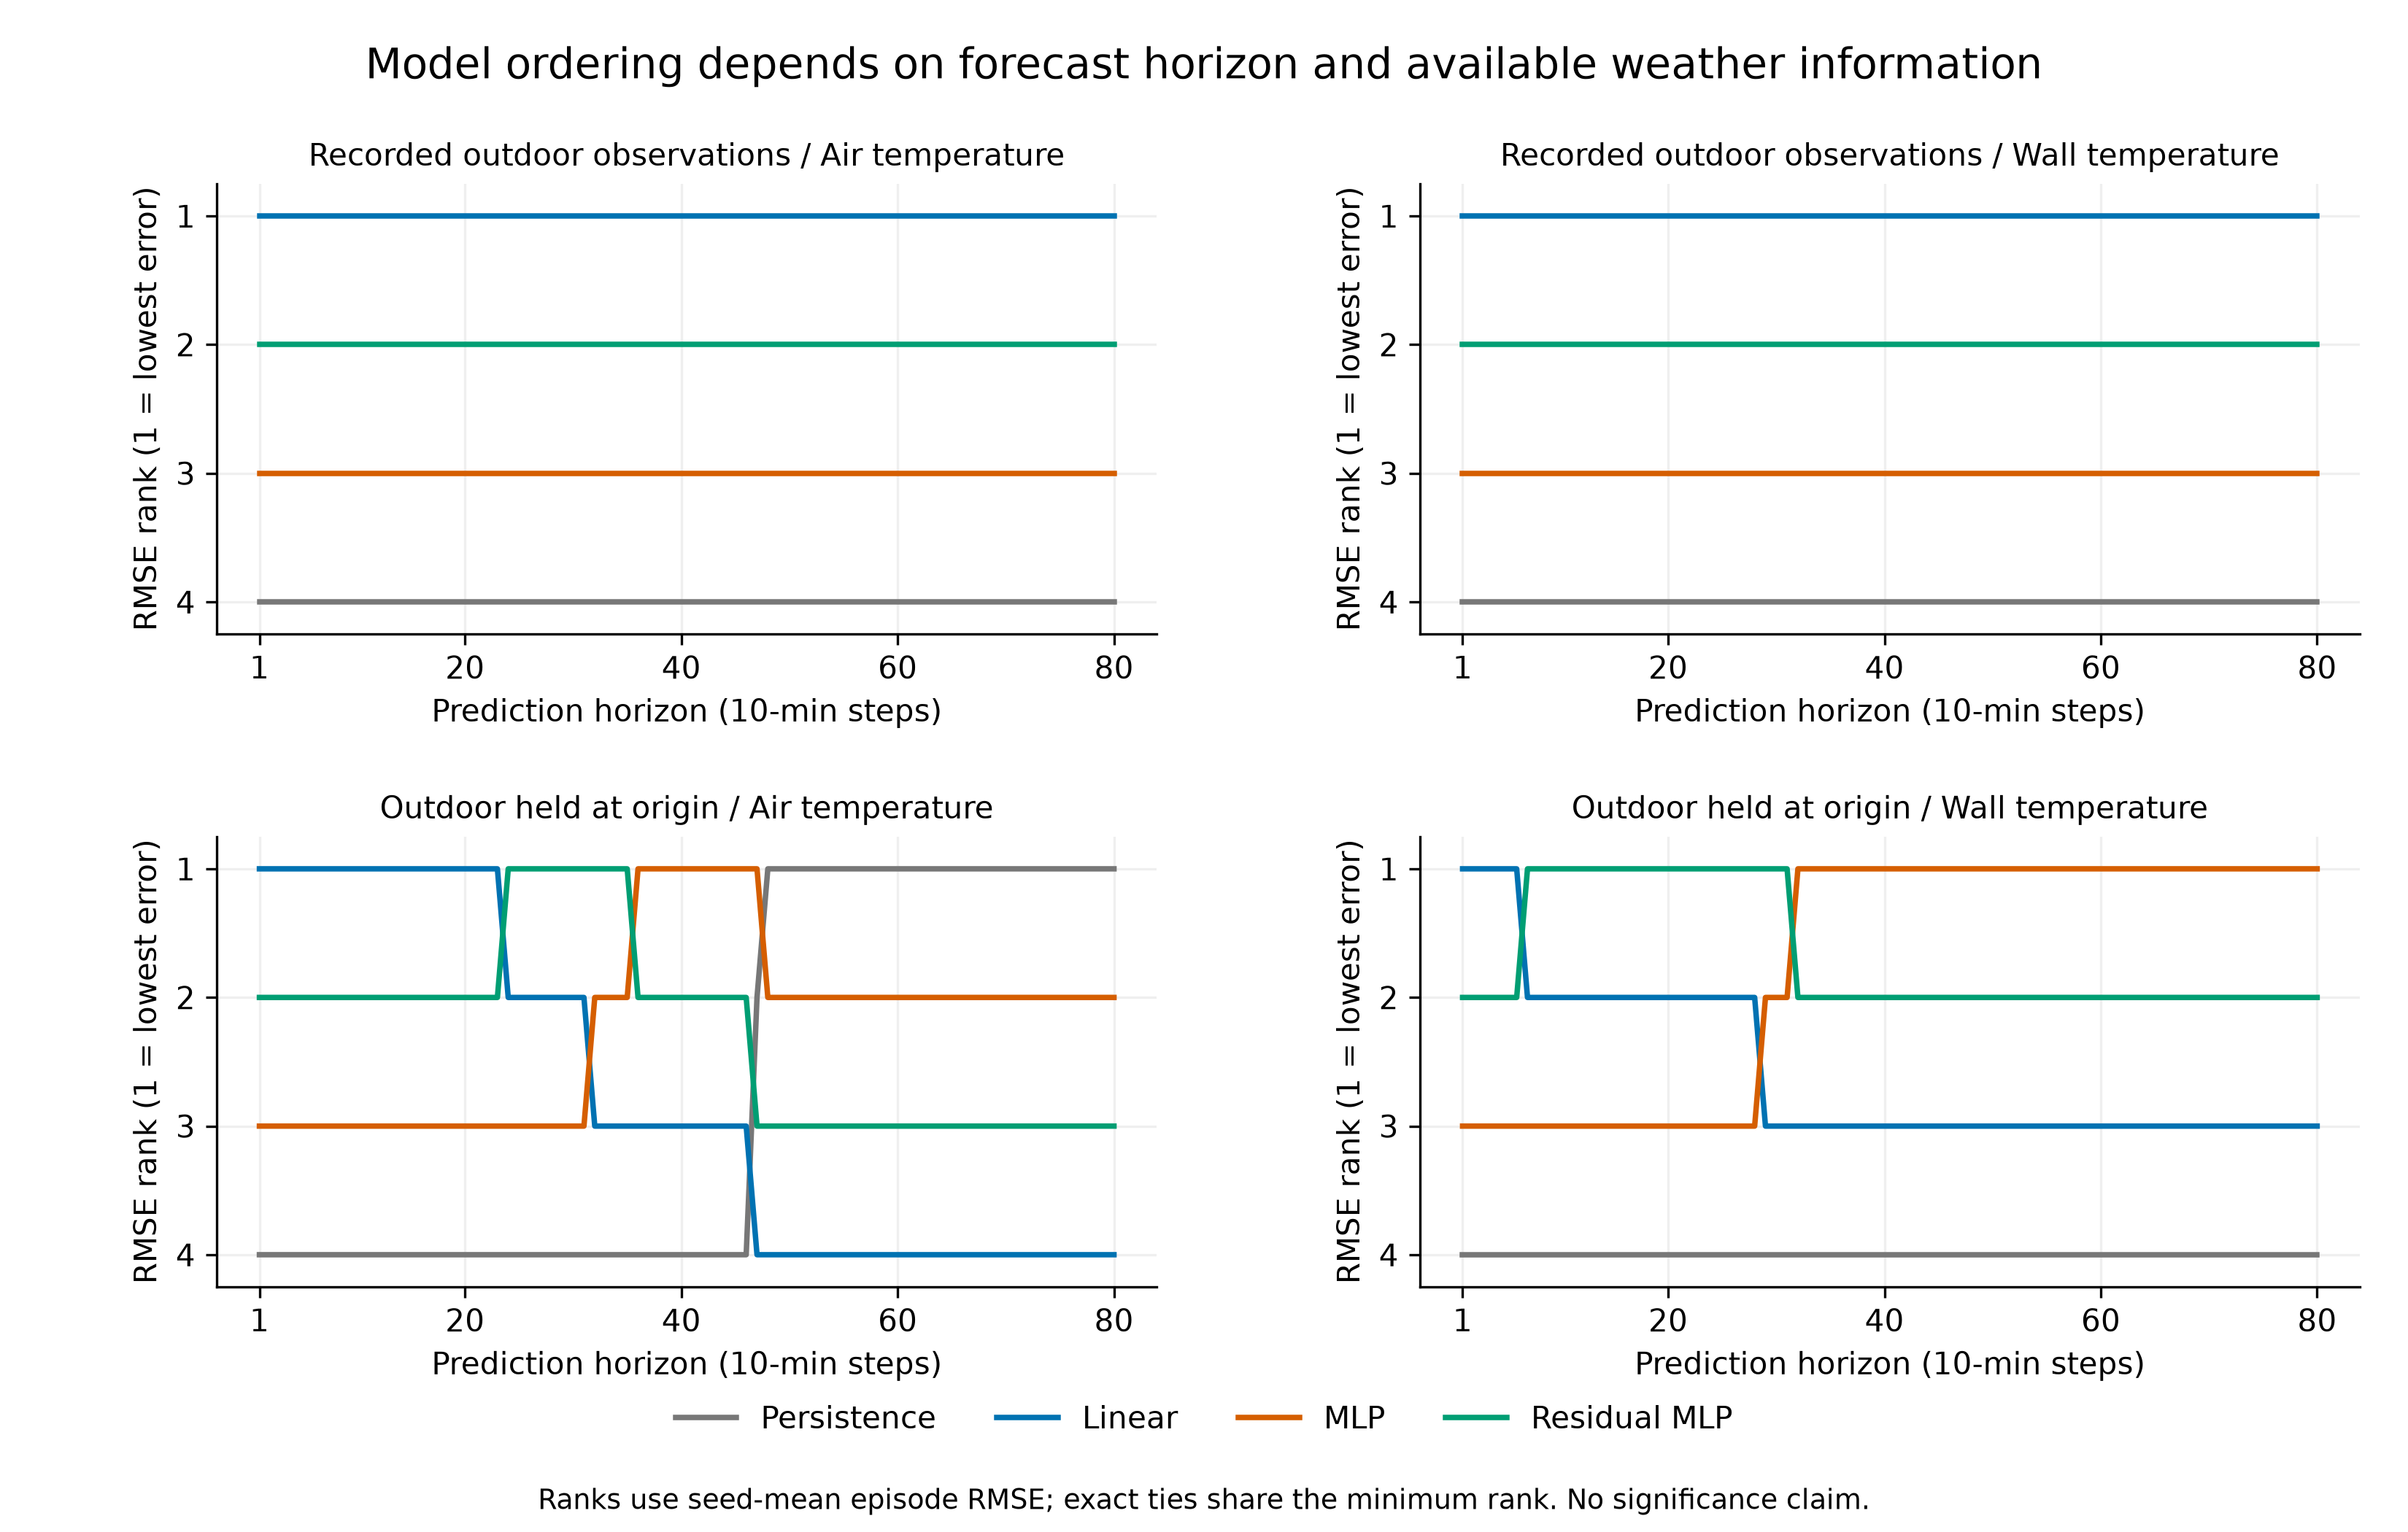 Model ordering depends on forecast horizon and available weather information
Recorded outdoor observations / Air temperature
RMSE rank (1 = lowest error)
1
2
3
4
1 20 40 60 80
Prediction horizon (10-min steps)
Recorded outdoor observations / Wall temperature
RMSE rank (1 = lowest error)
1
2
3
4
1 20 40 60 80
Prediction horizon (10-min steps)
Outdoor held at origin / Air temperature
RMSE rank (1 = lowest error)
1
2
3
4
1 20 40 60 80
Prediction horizon (10-min steps)
Outdoor held at origin / Wall temperature
RMSE rank (1 = lowest error)
1
2
3
4
1 20 40 60 80
Prediction horizon (10-min steps)
Persistence Linear MLP Residual MLP
Ranks use seed-mean episode RMSE; exact ties share the minimum rank. No significance claim.